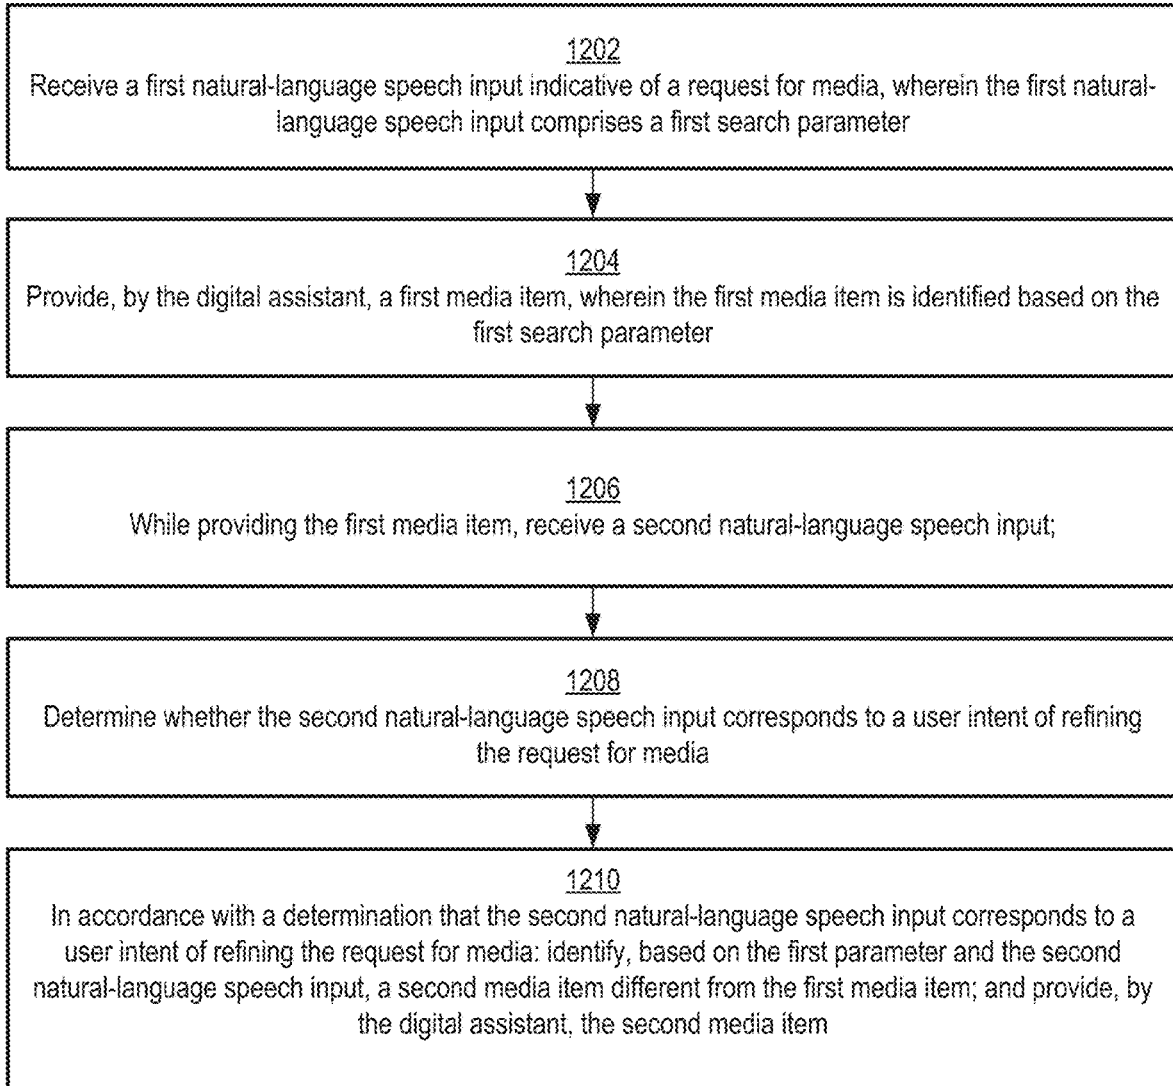 1202
Receive a first natural-language speech input indicative of a request for media, wherein the first natural-
language speech input comprises a first search parameter
1204
Provide, by the digital assistant, a first media item, wherein the first media item is identified based on the
first search parameter
1206
While providing the first media item, receive a second natural-language speech input;
1208
Determine whether the second natural-language speech input corresponds to a user intent of refining
the request for media
1210
In accordance with a determination that the second natural-language speech input corresponds to a
user intent of refining the request for media: identify, based on the first parameter and the second
natural-language speech input, a second media item different from the first media item; and provide, by
the digital assistant, the second media item